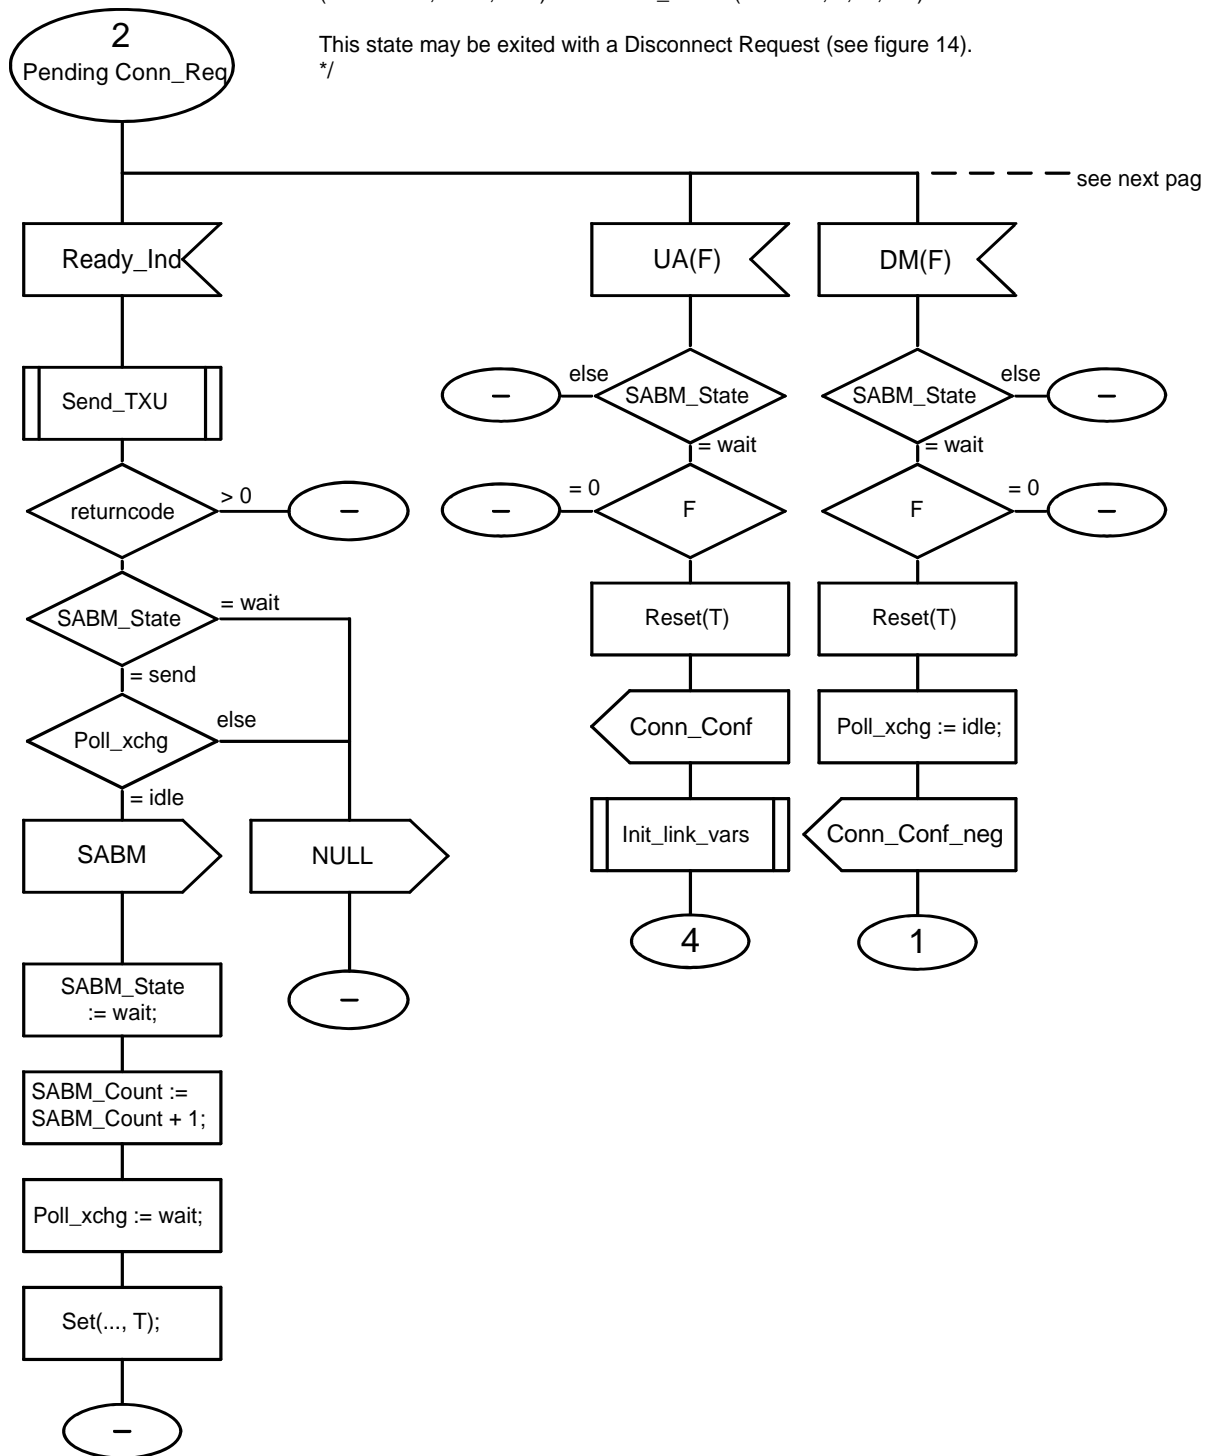 2
Pending Conn_Req
This state may be exited with a Disconnect Request (see figure 14).
*/
see next pag
Ready_Ind
UA(F)
DM(F)
Send_TXU
else
SABM_State
= wait
SABM_State
else
= wait
returncode
> 0
–
–
–
= 0
F
–
F
= 0
–
–
SABM_State
= wait
Reset(T)
Reset(T)
= send
Poll_xchg
else
Conn_Conf
Poll_xchg := idle;
= idle
SABM
NULL
Init_link_vars
Conn_Conf_neg
4
1
SABM_State
:= wait;
–
SABM_Count :=
SABM_Count + 1;
Poll_xchg := wait;
Set(..., T);
–